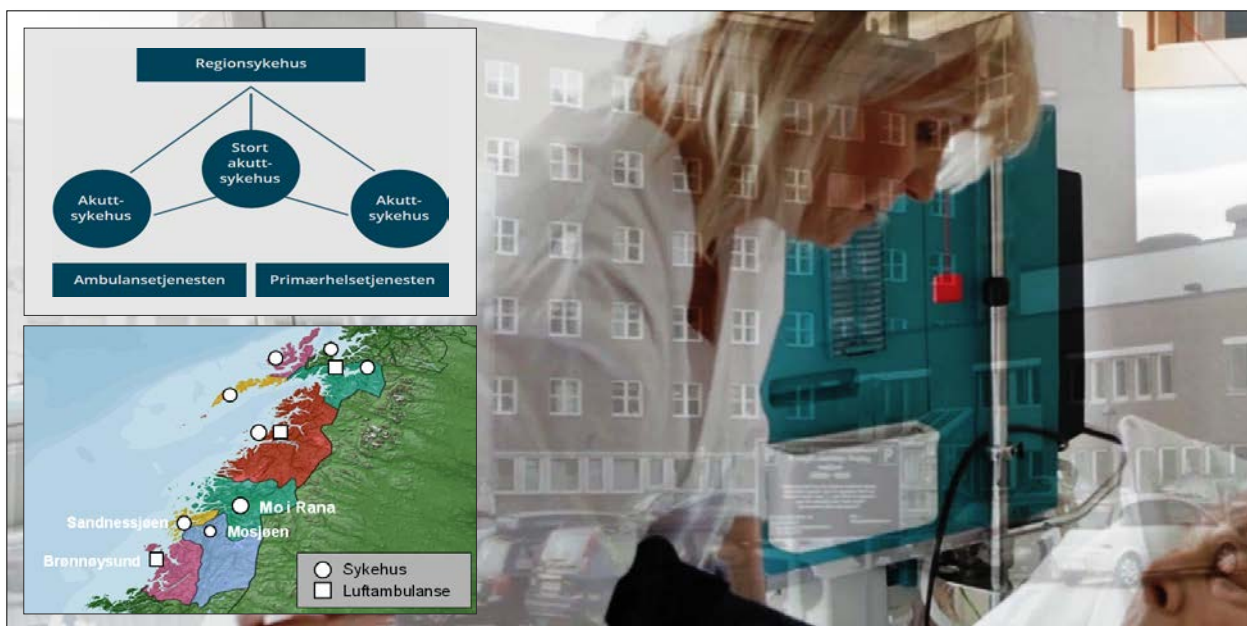 Regionsykehus
Stort
akutt-
sykehus
Akutt-
sykehus
Akutt-
sykehus
Ambulansetjenesten
Primærhelsetjenesten
Mo i Rana
Sandnessjøen
Mosjøen
Brønnøysund
Sykehus
Luftambulanse